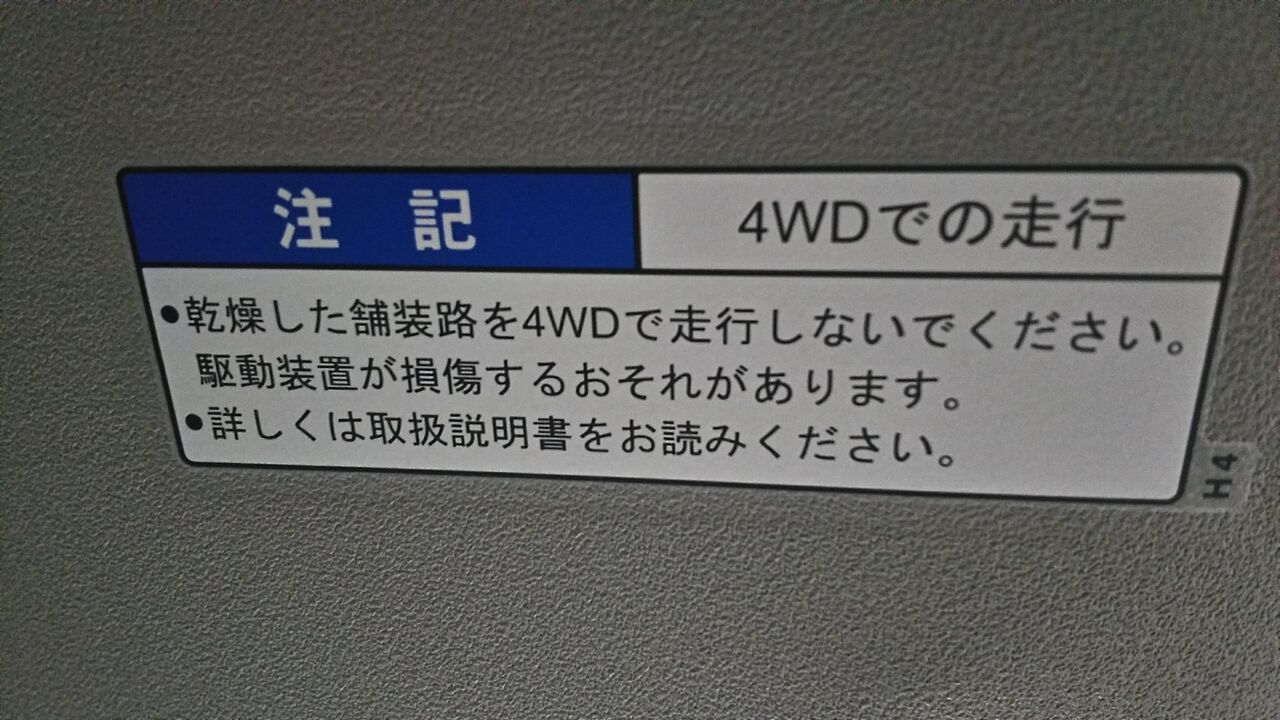 注記
4WDでの走行
●乾燥した舗装路を4WDで走行しないでください。
駆動装置が損傷するおそれがあります。
●詳しくは取扱説明書をお読みください。
H4